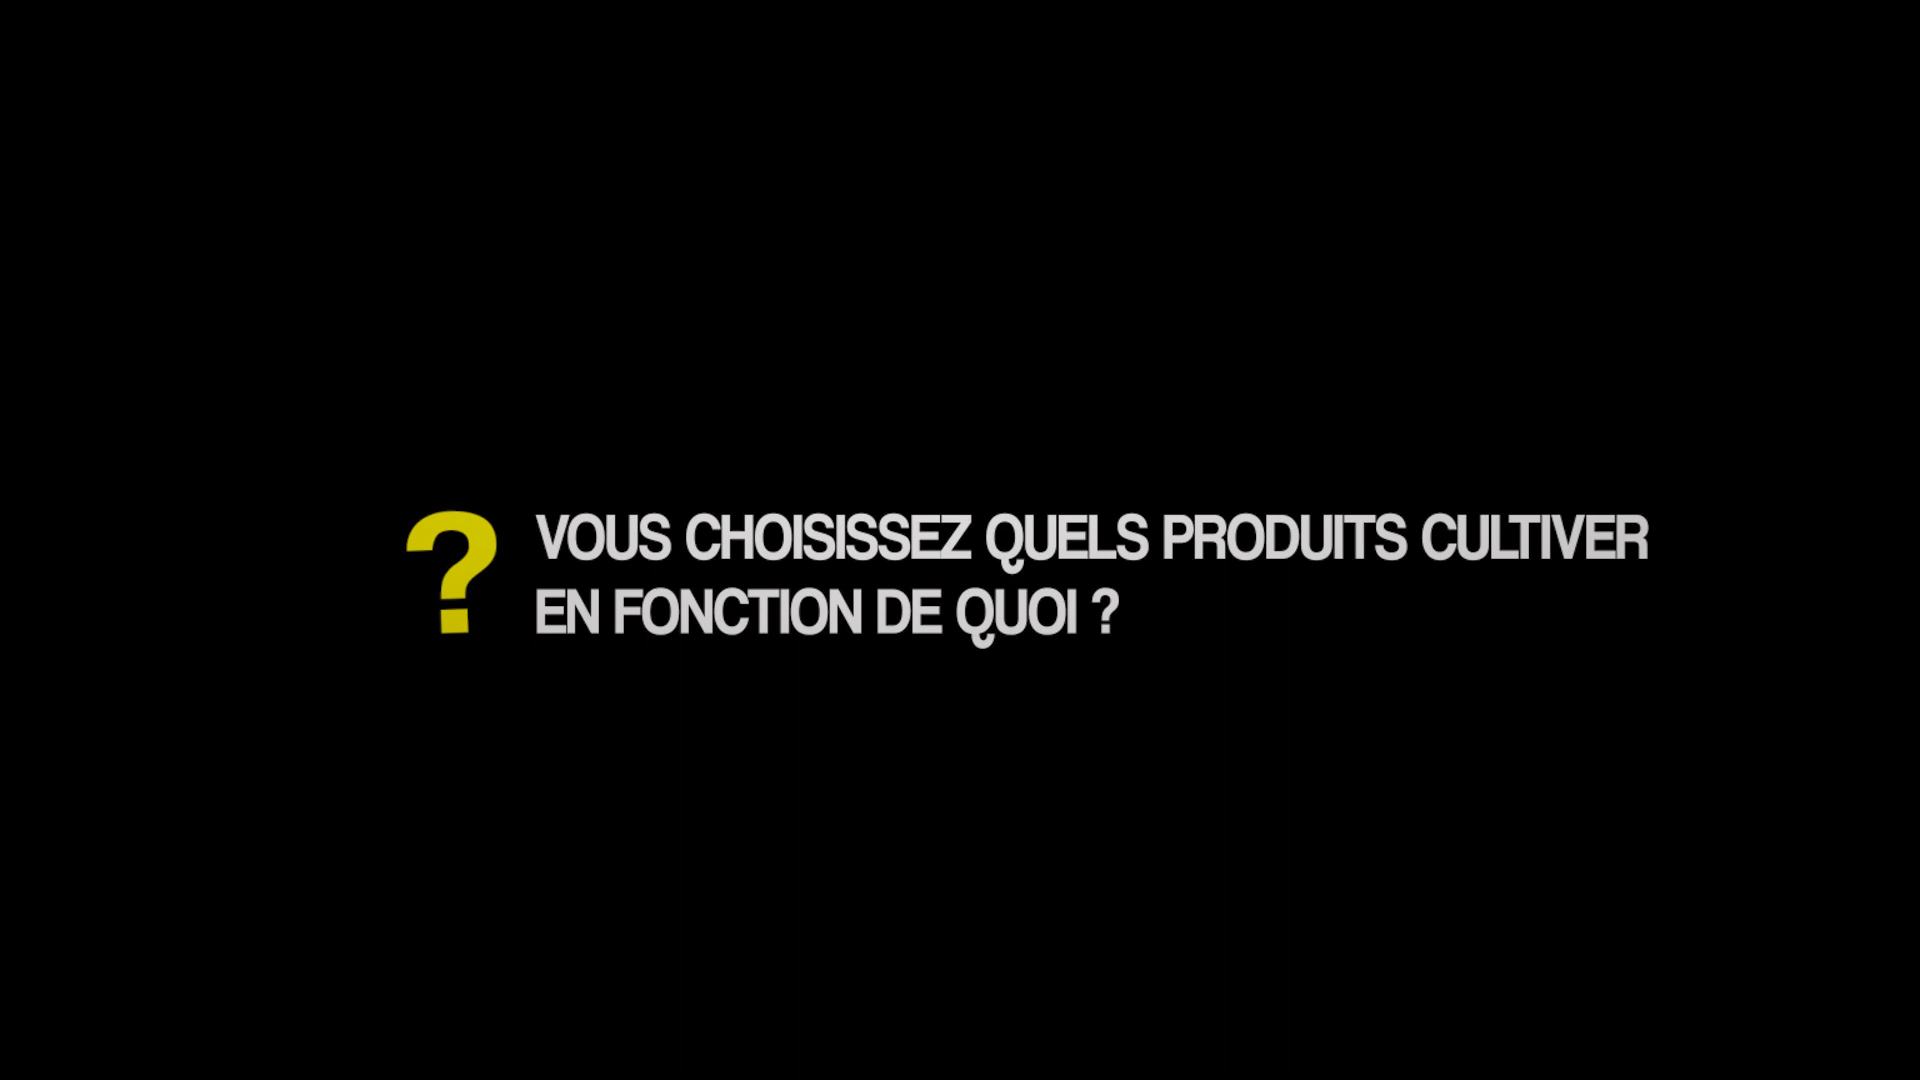 ? VOUS CHOISISSEZ QUELS PRODUITS CULTIVER
EN FONCTION DE QUOI ?